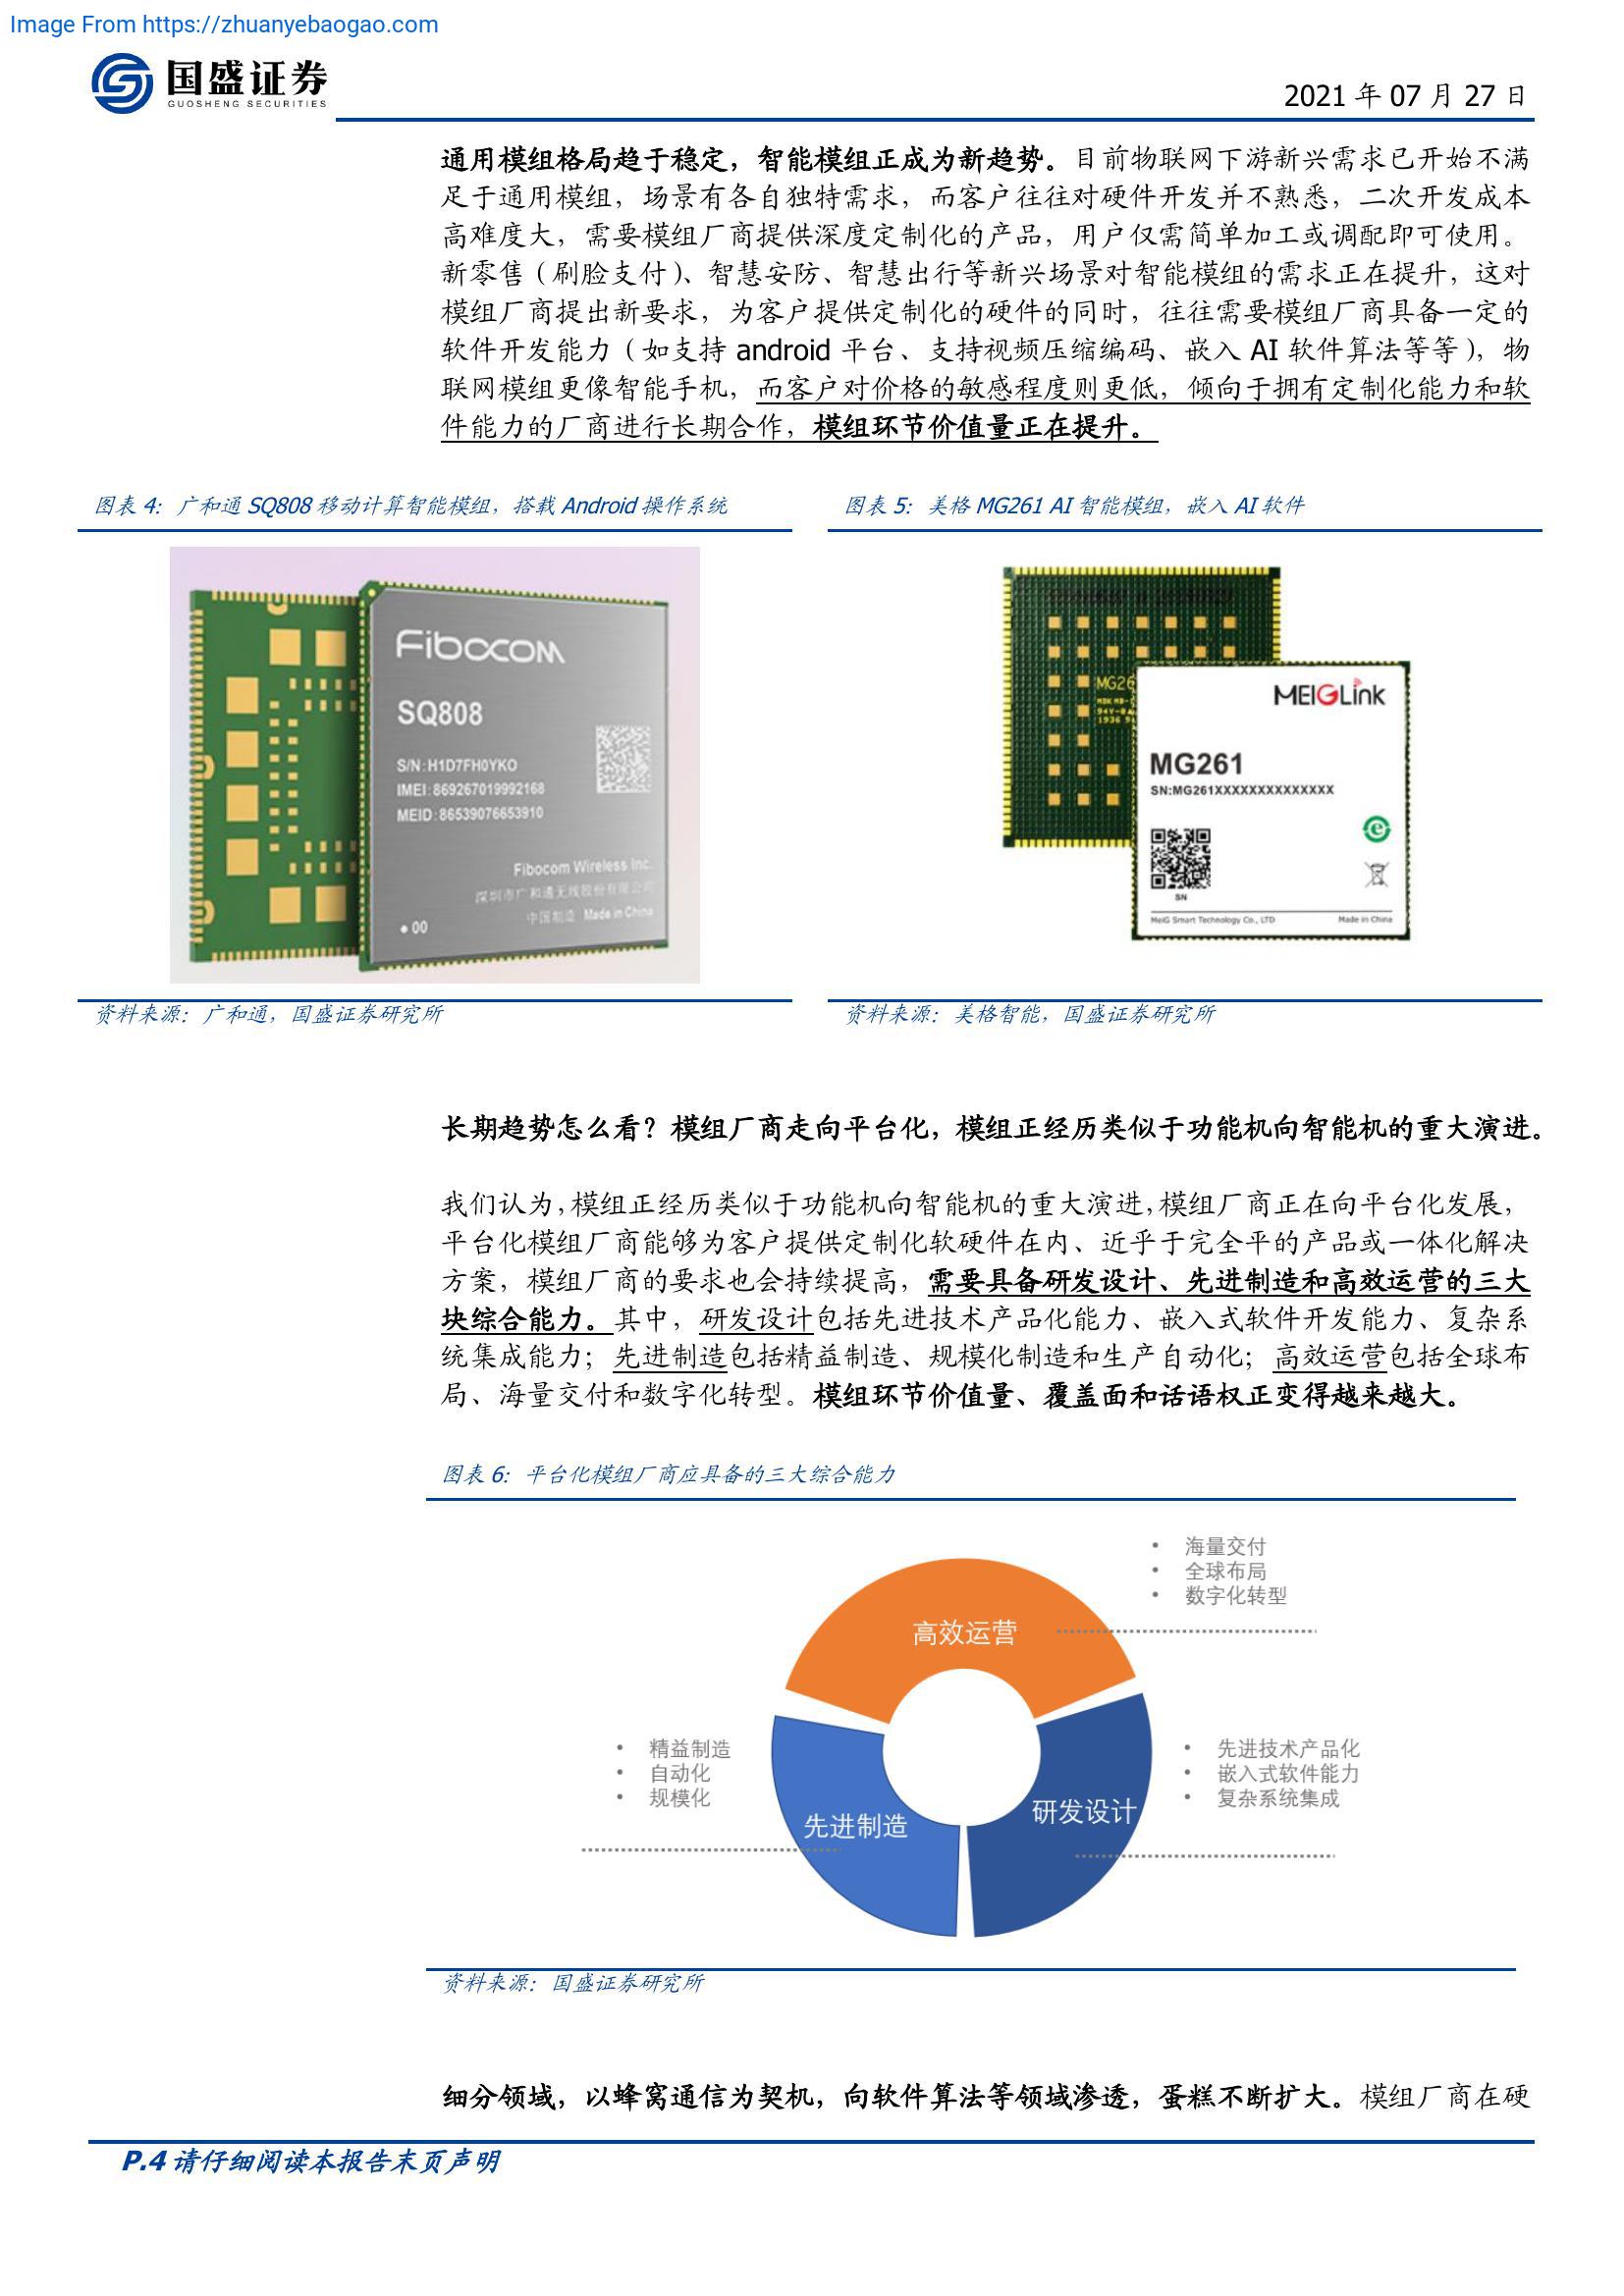 Image From https://zhuanyebaogao.com
国盛证券
GUOSHENG SECURITIES
2021 年 07 月 27 日
通用模组格局趋于稳定，智能模组正成为新趋势。目前物联网下游新兴需求已开始不满
足于通用模组，场景有各自独特需求，而客户往往对硬件开发并不熟悉，二次开发成本
高难度大，需要模组厂商提供深度定制化的产品，用户仅需简单加工或调配即可使用。
新零售（刷脸支付）、智慧安防、智慧出行等新兴场景对智能模组的需求正在提升，这对
模组厂商提出新要求，为客户提供定制化的硬件的同时，往往需要模组厂商具备一定的
软件开发能力（如支持 android 平台、支持视频压缩编码、嵌入 AI 软件算法等等），物
联网模组更像智能手机，而客户对价格的敏感程度则更低，倾向于拥有定制化能力和软
件能力的厂商进行长期合作，模组环节价值量正在提升。
图表 4：广和通 SQ808 移动计算智能模组，搭载 Android 操作系统
Fibocom
SQ808
S/N:H1D7FH0YKO
IMEI:869267019992168
MEID:86539076653910
Fibocom Wireless Inc.
深圳市广和通无线股份有限公司
中国制造 Made in China
00
资料来源：广和通，国盛证券研究所
图表 5：美格 MG261 AI 智能模组，嵌入 AI 软件
MG26
1936
MEIGLink
MG261
SN:MG261XXXXXXXXXXXXXX
SN
MeiG Smart Technology Co., LTD
Made in China
资料来源：美格智能，国盛证券研究所
长期趋势怎么看？模组厂商走向平台化，模组正经历类似于功能机向智能机的重大演进。
我们认为，模组正经历类似于功能机向智能机的重大演进，模组厂商正在向平台化发展，
平台化模组厂商能够为客户提供定制化软硬件在内、近乎于完全平的产品或一体化解决
方案，模组厂商的要求也会持续提高，需要具备研发设计、先进制造和高效运营的三大
块综合能力。其中，研发设计包括先进技术产品化能力、嵌入式软件开发能力、复杂系
统集成能力；先进制造包括精益制造、规模化制造和生产自动化；高效运营包括全球布
局、海量交付和数字化转型。模组环节价值量、覆盖面和话语权正变得越来越大。
图表 6：平台化模组厂商应具备的三大综合能力
• 海量交付
• 全球布局
• 数字化转型
高效运营
• 精益制造
• 自动化
• 规模化
先进制造
• 先进技术产品化
• 嵌入式软件能力
• 复杂系统集成
研发设计
资料来源：国盛证券研究所
细分领域，以蜂窝通信为契机，向软件算法等领域渗透，蛋糕不断扩大。模组厂商在硬
P.4 请仔细阅读本报告末页声明